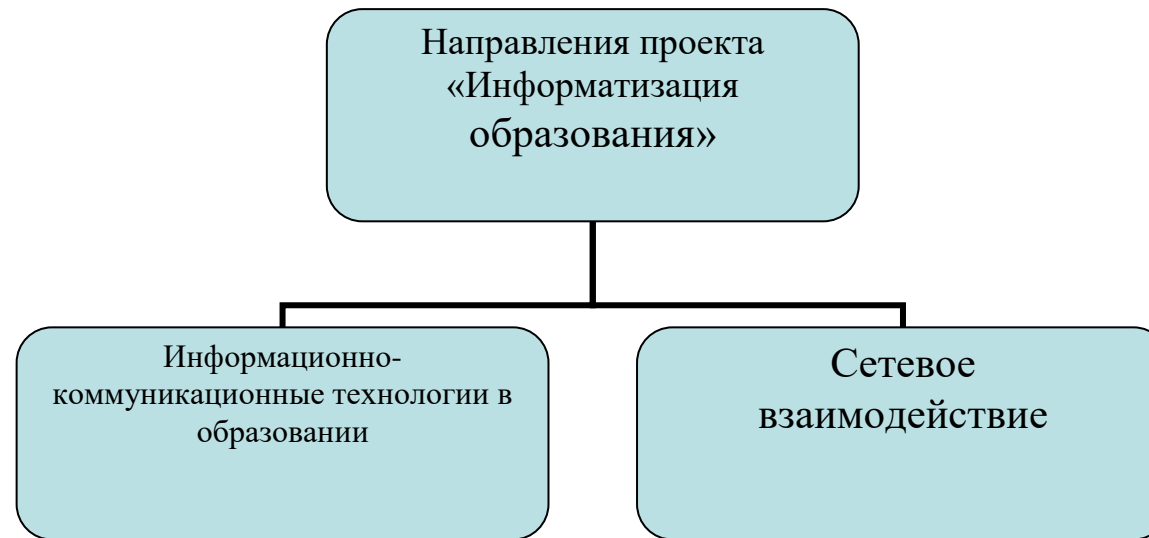 Направления проекта
«Информатизация
образования»
Информационно-
коммуникационные технологии в
образовании
Сетевое
взаимодействие